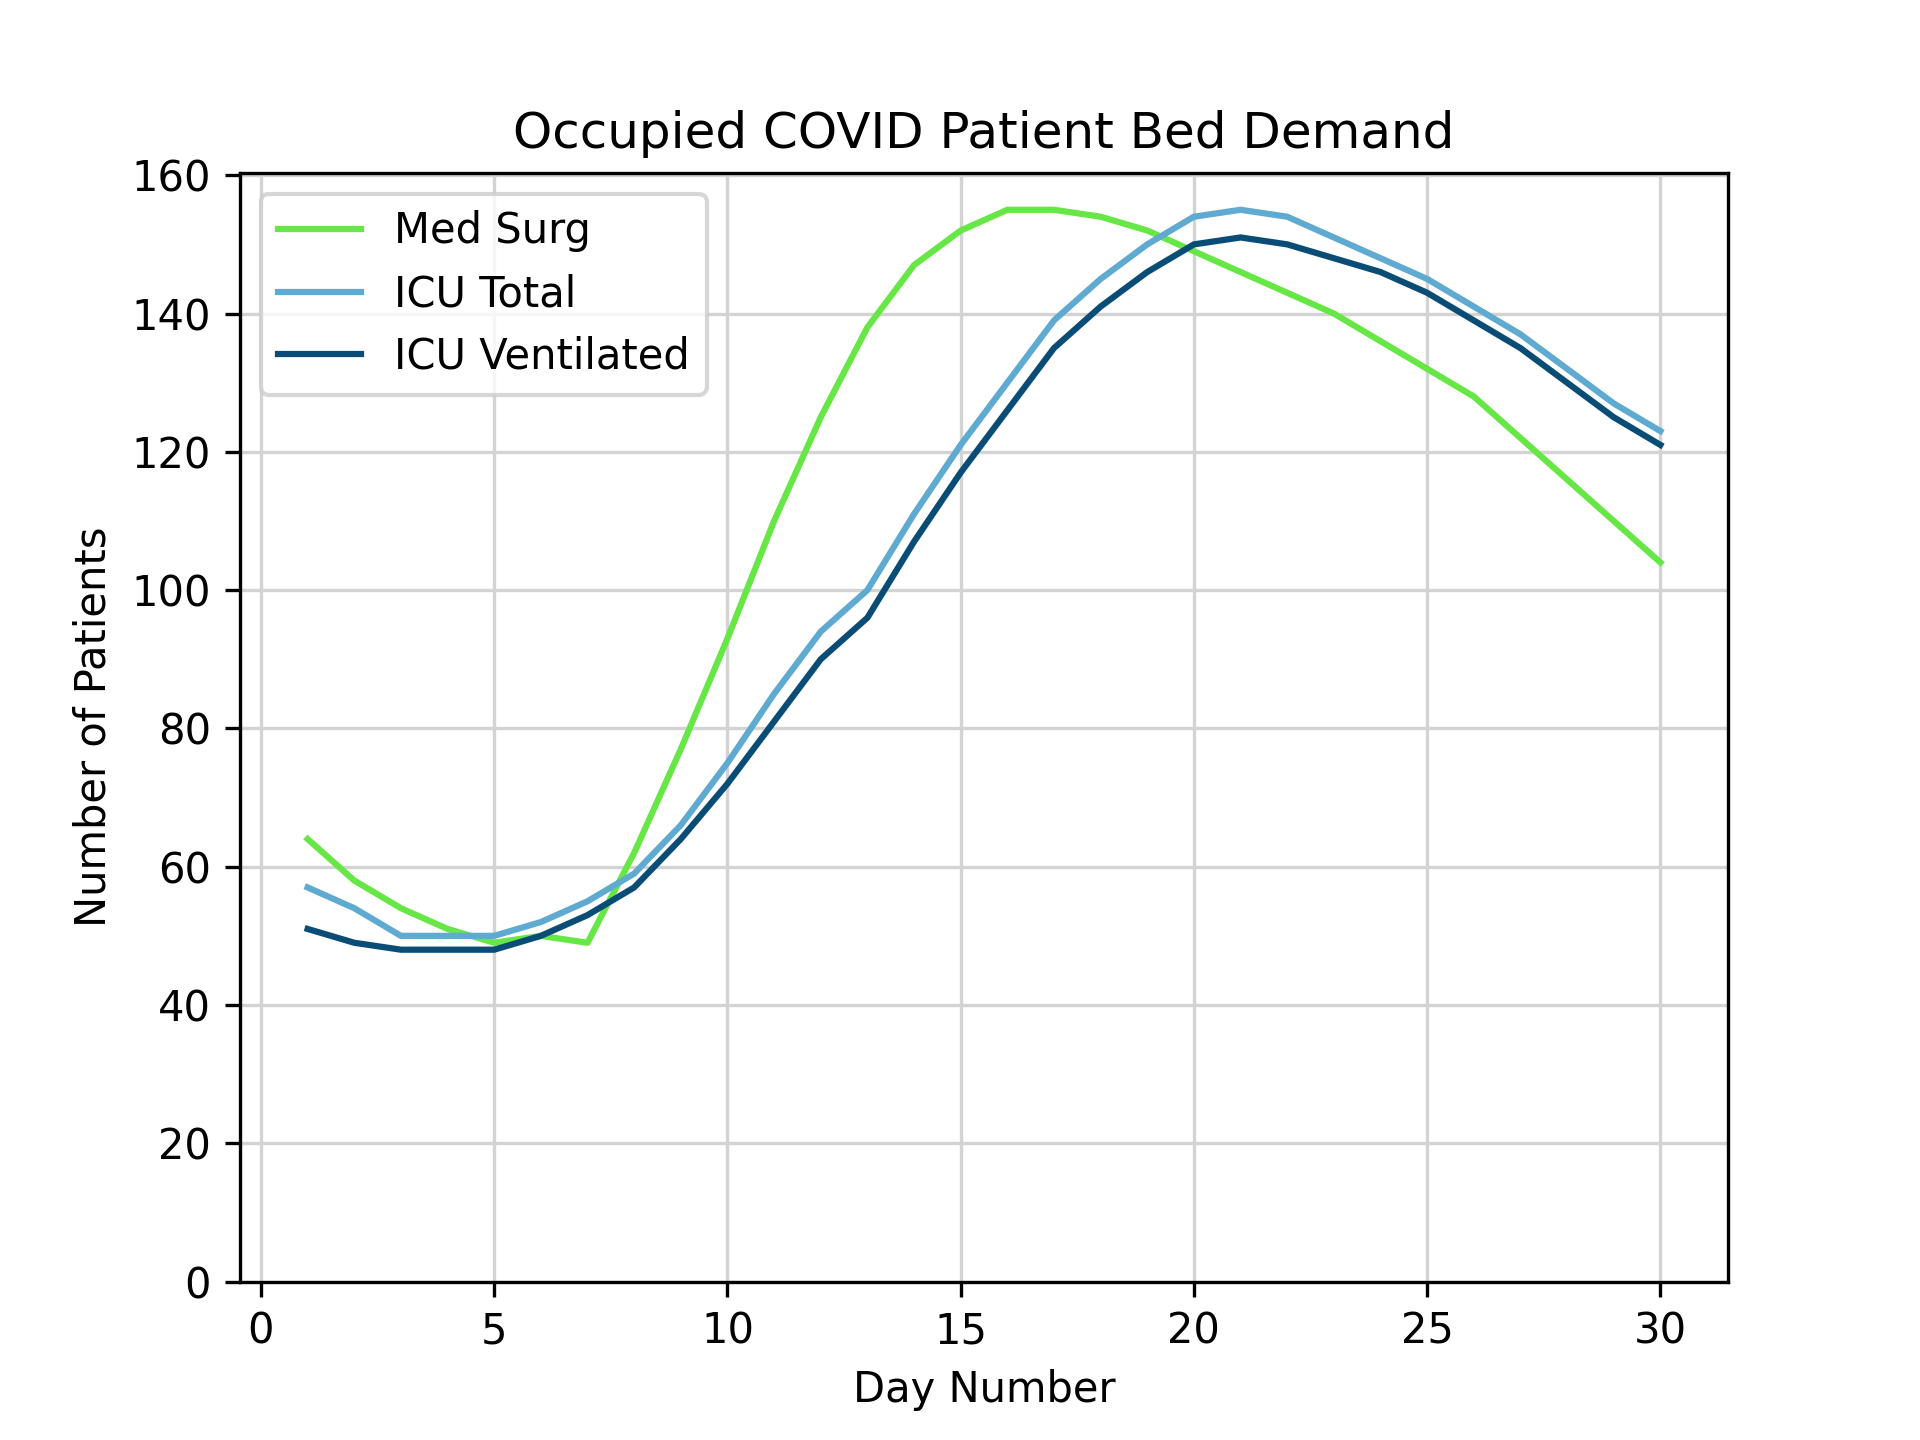 Occupied COVID Patient Bed Demand
Med Surg
ICU Total
ICU Ventilated
Number of Patients
160
140
120
100
80
60
40
20
0
0 5 10 15 20 25 30
Day Number